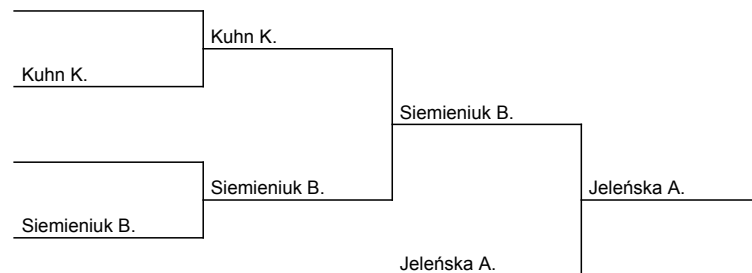 Kuhn K.
Kuhn K.
Siemieniuk B.
Siemieniuk B.
Jeleńska A.
Siemieniuk B.
Jeleńska A.